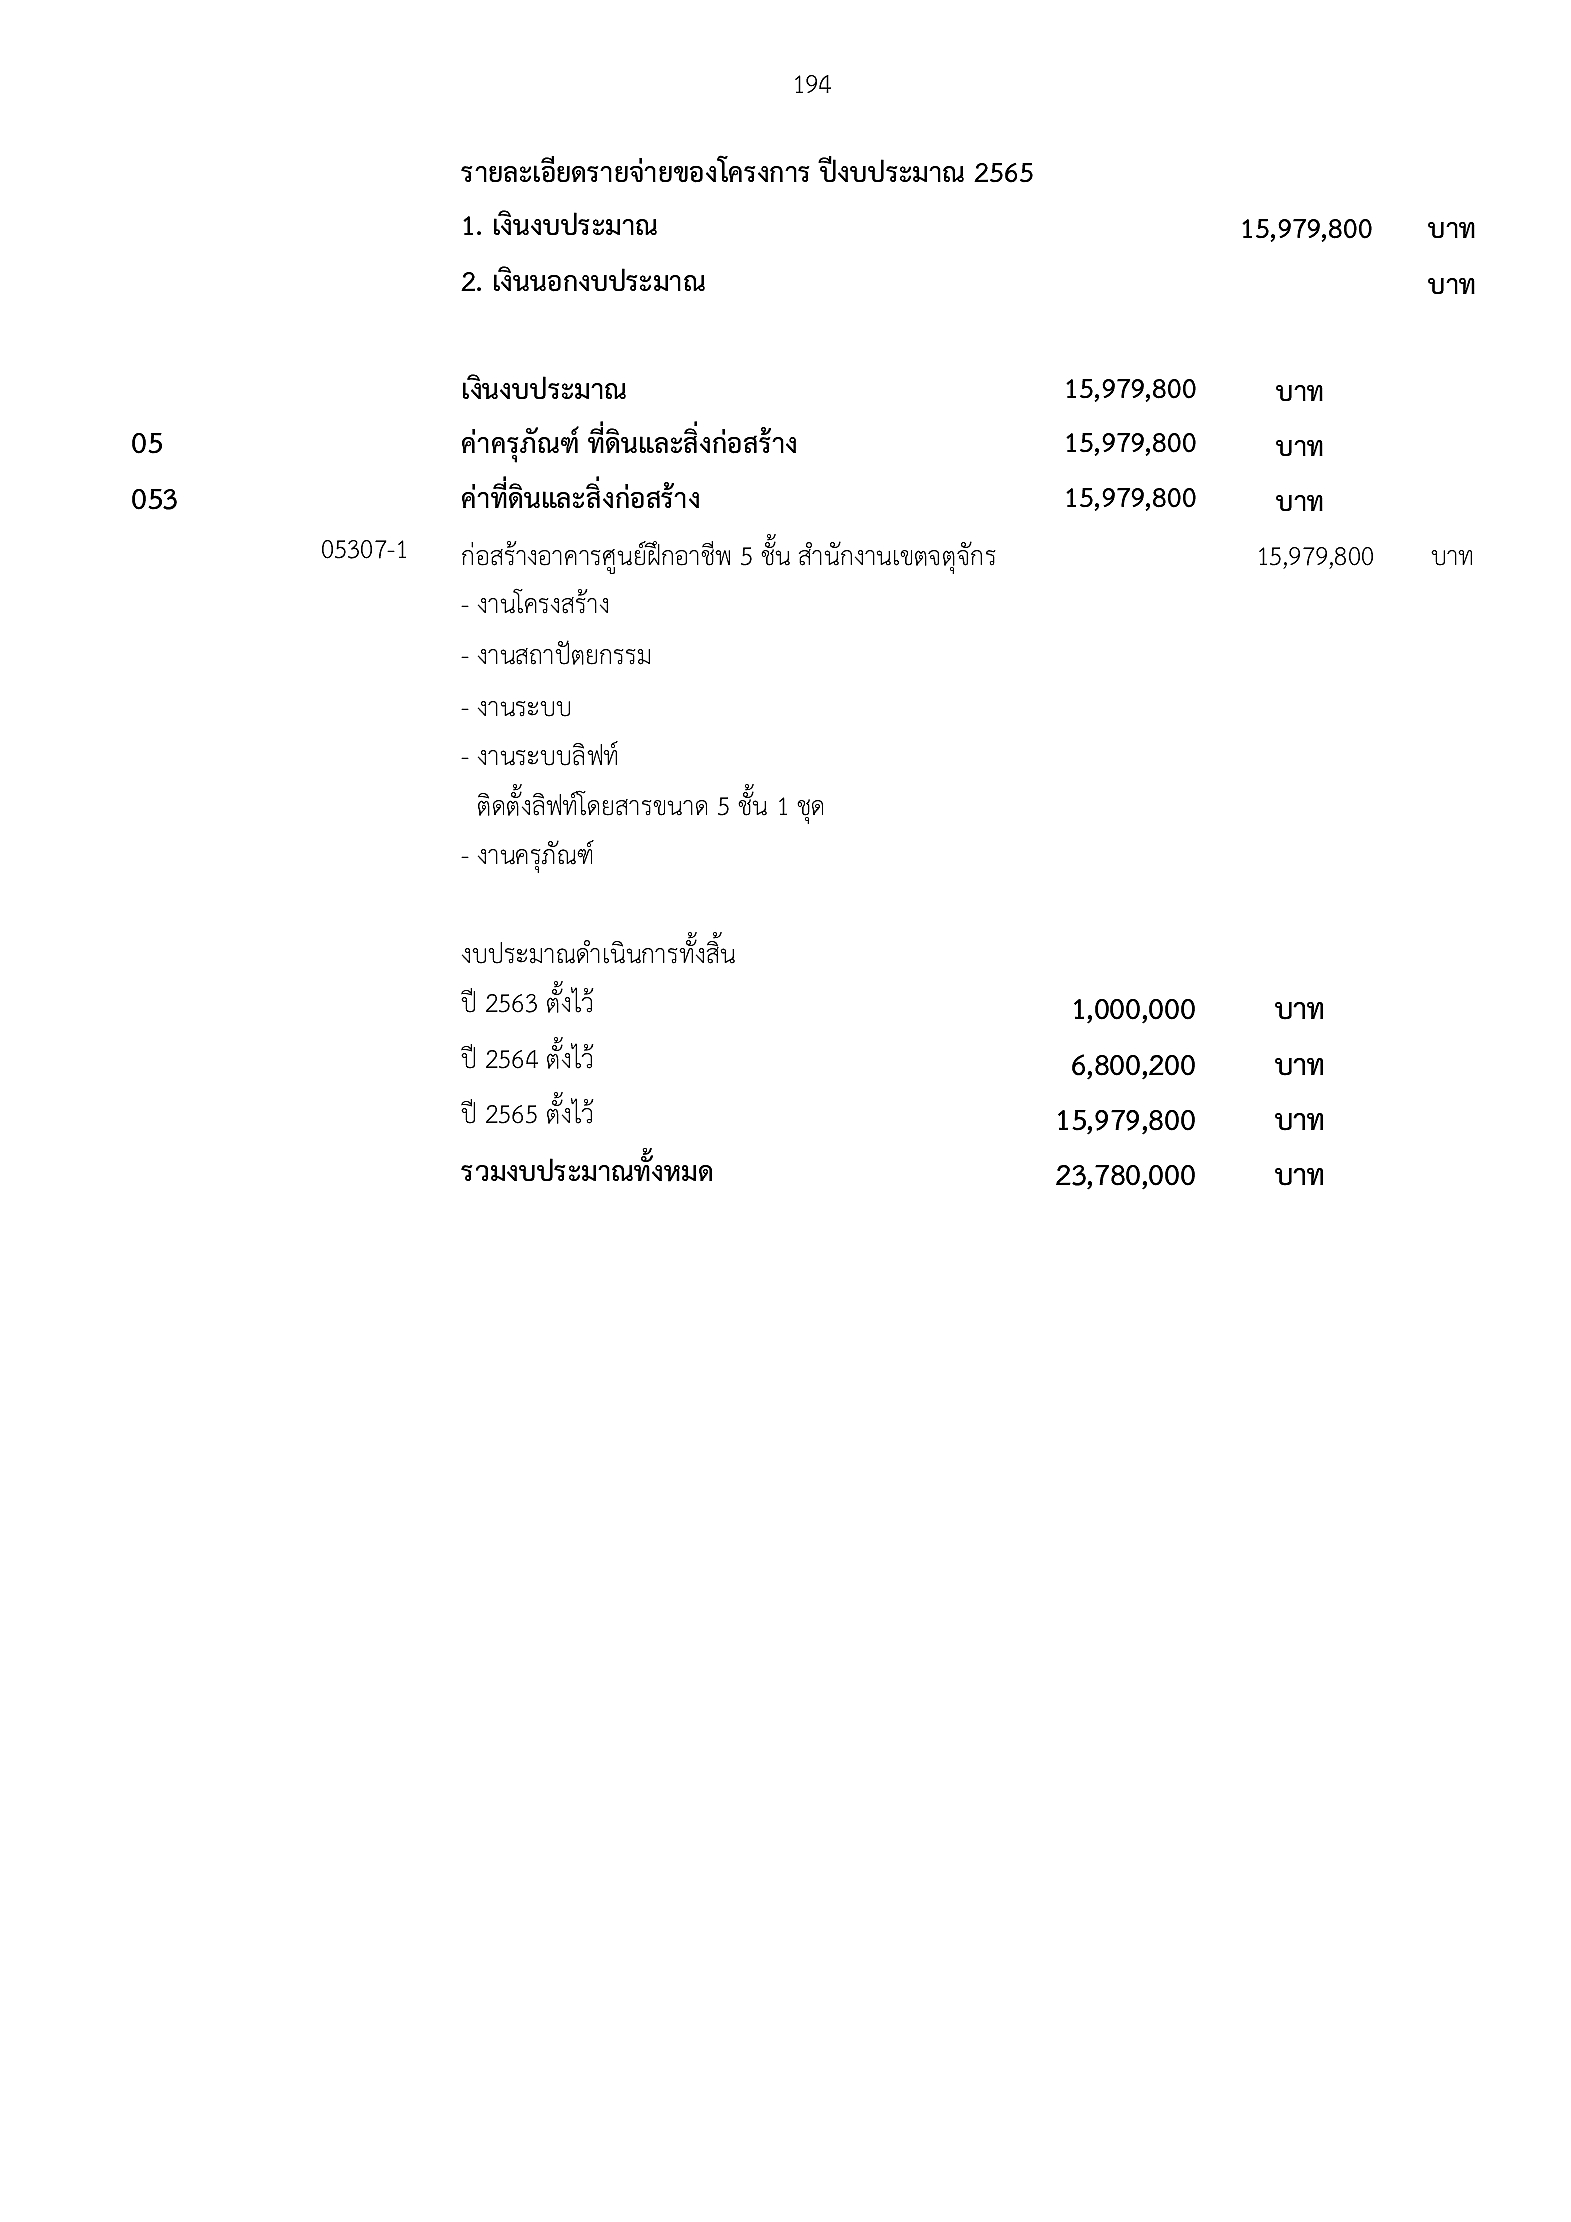 194
รายละเอียดรายจ่ายของโครงการ ปีงบประมาณ 2565
1. เงินงบประมาณ 15,979,800 บาท
2. เงินนอกงบประมาณ บาท
เงินงบประมาณ 15,979,800 บาท
05 ค่าครุภัณฑ์ ที่ดินและสิ่งก่อสร้าง 15,979,800 บาท
053 ค่าที่ดินและสิ่งก่อสร้าง 15,979,800 บาท
05307-1 ก่อสร้างอาคารศูนย์ฝึกอาชีพ 5 ชั้น สำนักงานเขตจตุจักร 15,979,800 บาท
- งานโครงสร้าง
- งานสถาปัตยกรรม
- งานระบบ
- งานระบบลิฟท์
ติดตั้งลิฟท์โดยสารขนาด 5 ชั้น 1 ชุด
- งานครุภัณฑ์
งบประมาณดำเนินการทั้งสิ้น
ปี 2563 ตั้งไว้ 1,000,000 บาท
ปี 2564 ตั้งไว้ 6,800,200 บาท
ปี 2565 ตั้งไว้ 15,979,800 บาท
รวมงบประมาณทั้งหมด 23,780,000 บาท